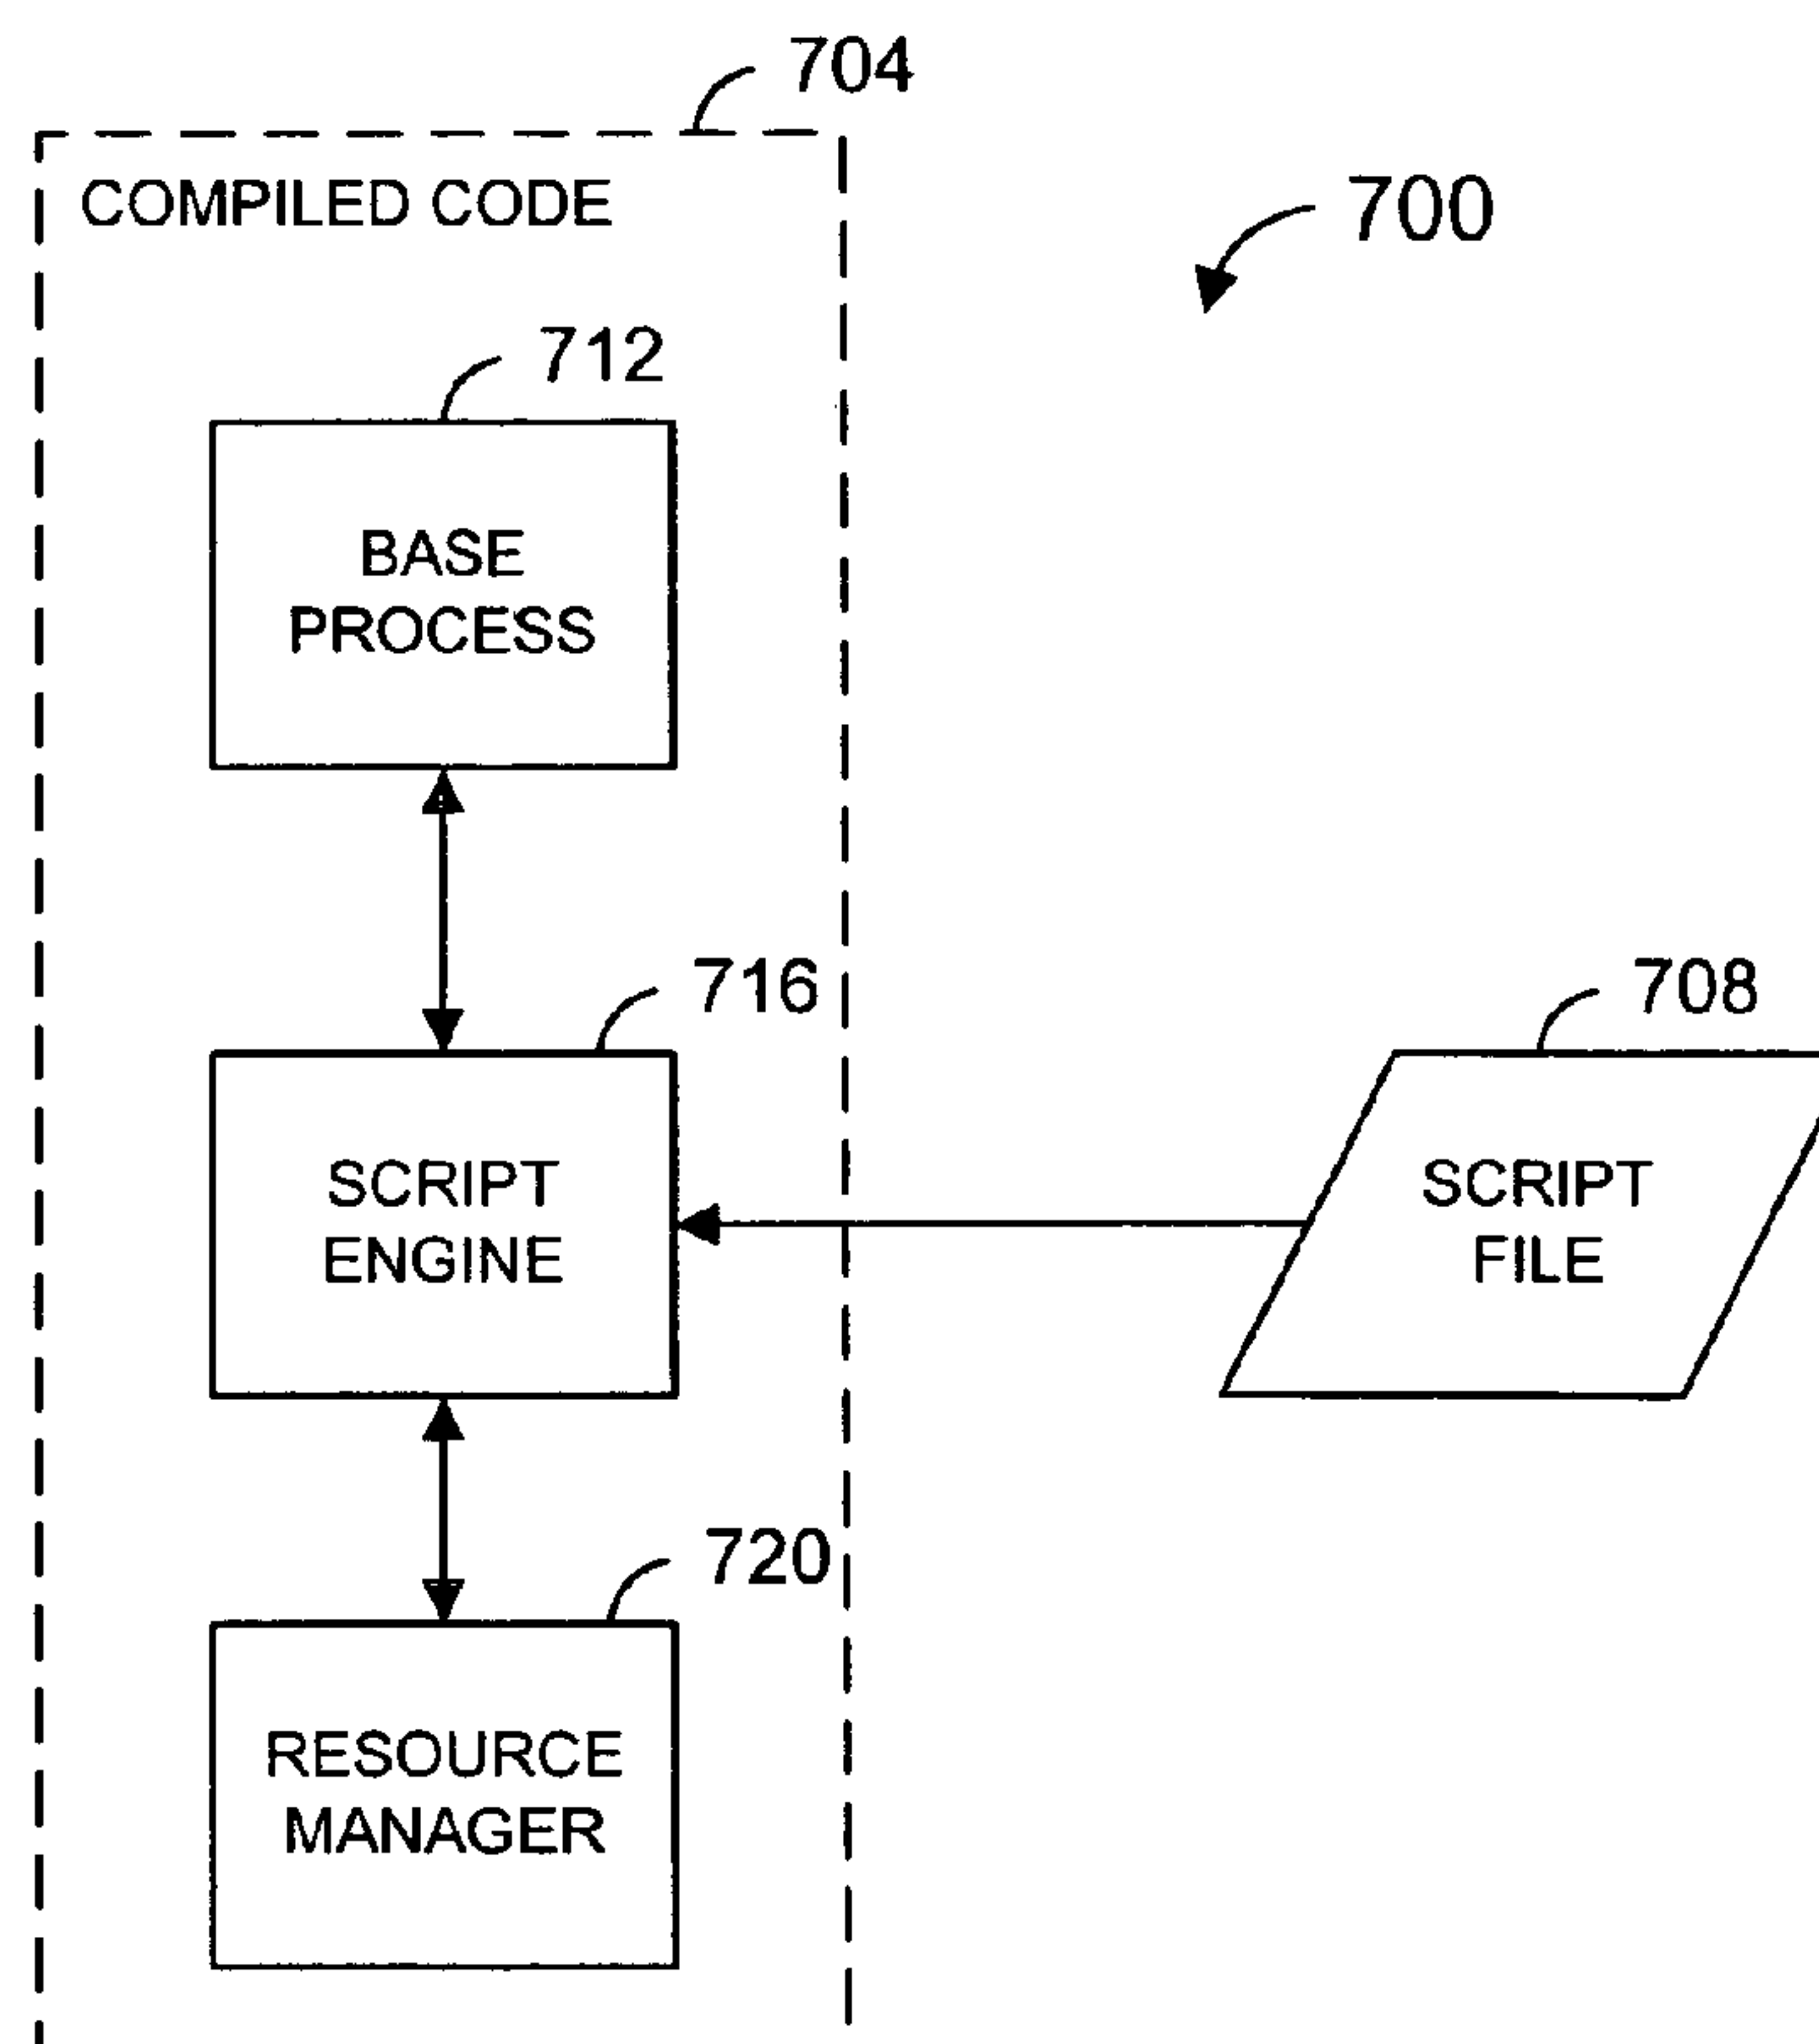 704
COMPILED CODE
700
712
BASE
PROCESS
716
708
SCRIPT
ENGINE
SCRIPT
FILE
720
RESOURCE
MANAGER